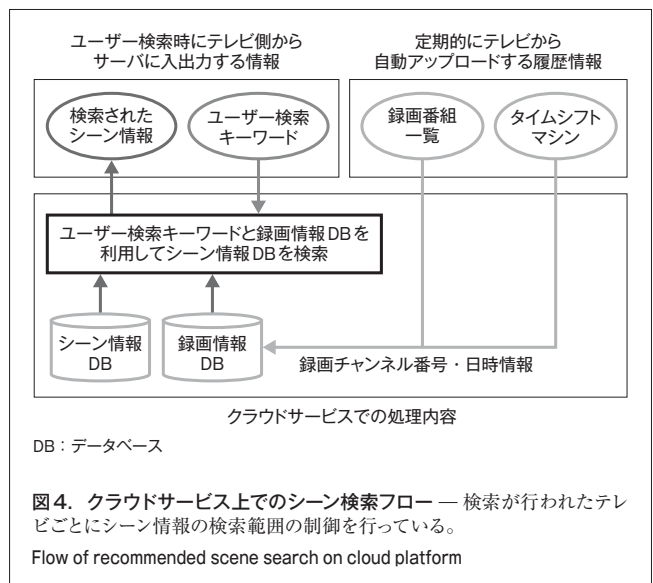 ユーザー検索時にテレビ側から
サーバに入出力する情報
定期的にテレビから
自動アップロードする履歴情報
検索された
シーン情報
ユーザー検索
キーワード
録画番組
一覧
タイムシフト
マシン
ユーザー検索キーワードと録画情報DBを
利用してシーン情報DBを検索
シーン情報
DB
録画情報
DB
録画チャンネル番号・日時情報
クラウドサービスでの処理内容
DB：データベース
図4．クラウドサービス上でのシーン検索フロー — 検索が行われたテレ
ビごとにシーン情報の検索範囲の制御を行っている。
Flow of recommended scene search on cloud platform